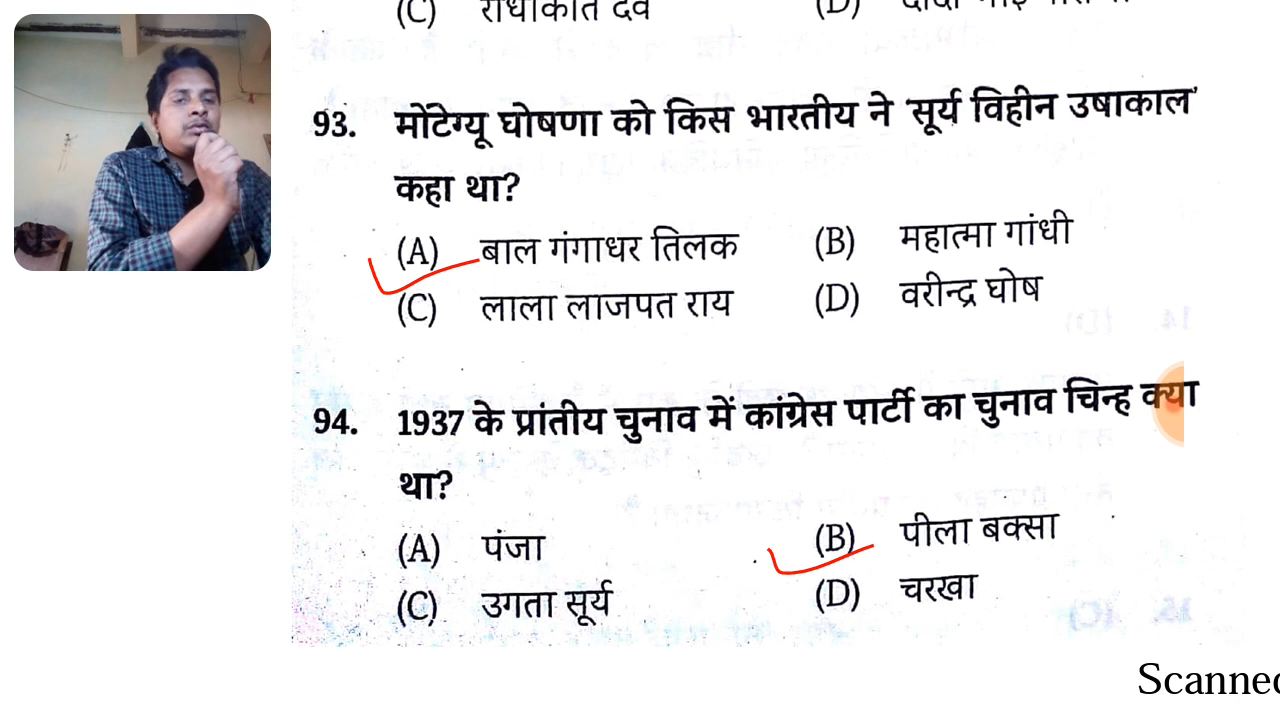 (C) राधाकांत देव (D)
93. मोंटेग्यू घोषणा को किस भारतीय ने 'सूर्य विहीन उषाकाल'
कहा था?
(A) बाल गंगाधर तिलक (B) महात्मा गांधी
(C) लाला लाजपत राय (D) वरीन्द्र घोष
94. 1937 के प्रांतीय चुनाव में कांग्रेस पार्टी का चुनाव चिन्ह क्या
था?
(A) पंजा (B) पीला बक्सा
(C) उगता सूर्य (D) चरखा
Scanned